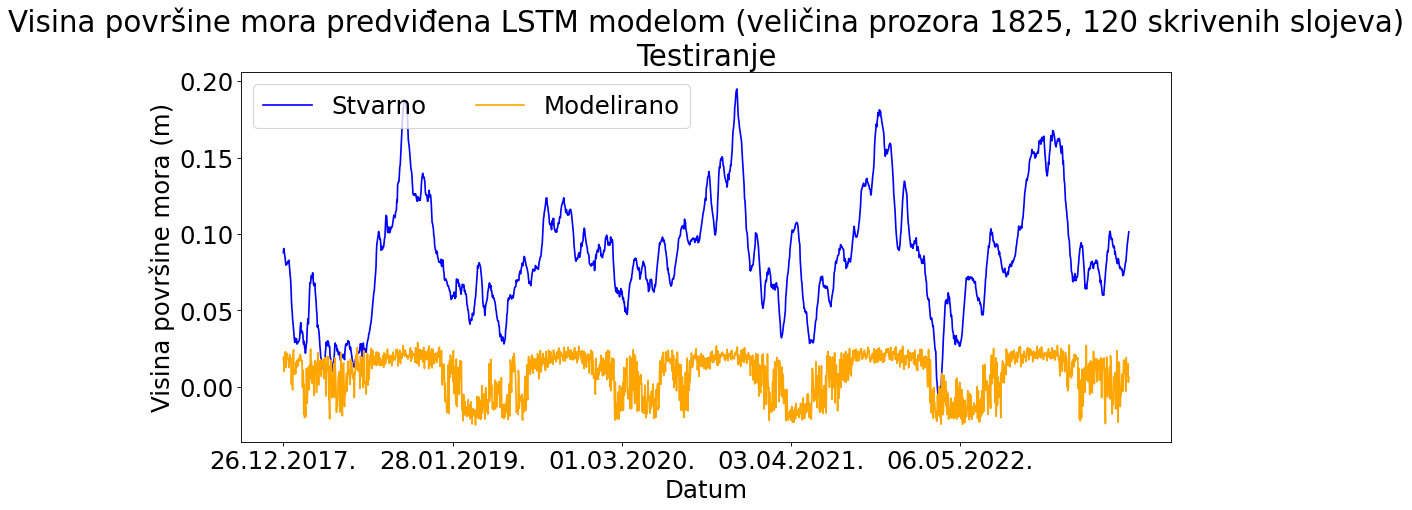 Visina površine mora predviđena LSTM modelom (veličina prozora 1825, 120 skrivenih slojeva)
Testiranje
Stvarno Modelirano
Visina površine mora (m)
0.20
0.15
0.10
0.05
0.00
26.12.2017. 28.01.2019. 01.03.2020. 03.04.2021. 06.05.2022.
Datum